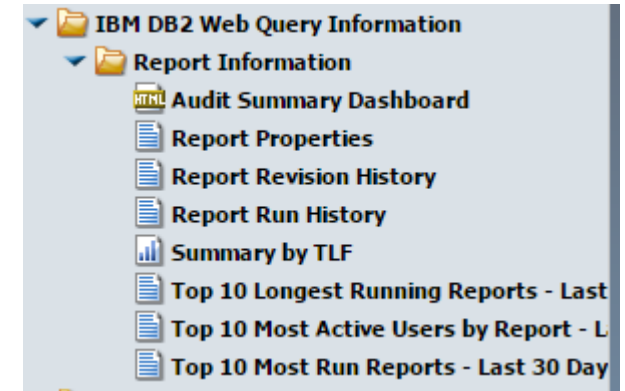 IBM DB2 Web Query Information
Report Information
HTML Audit Summary Dashboard
Report Properties
Report Revision History
Report Run History
Summary by TLF
Top 10 Longest Running Reports - Last
Top 10 Most Active Users by Report - L
Top 10 Most Run Reports - Last 30 Day